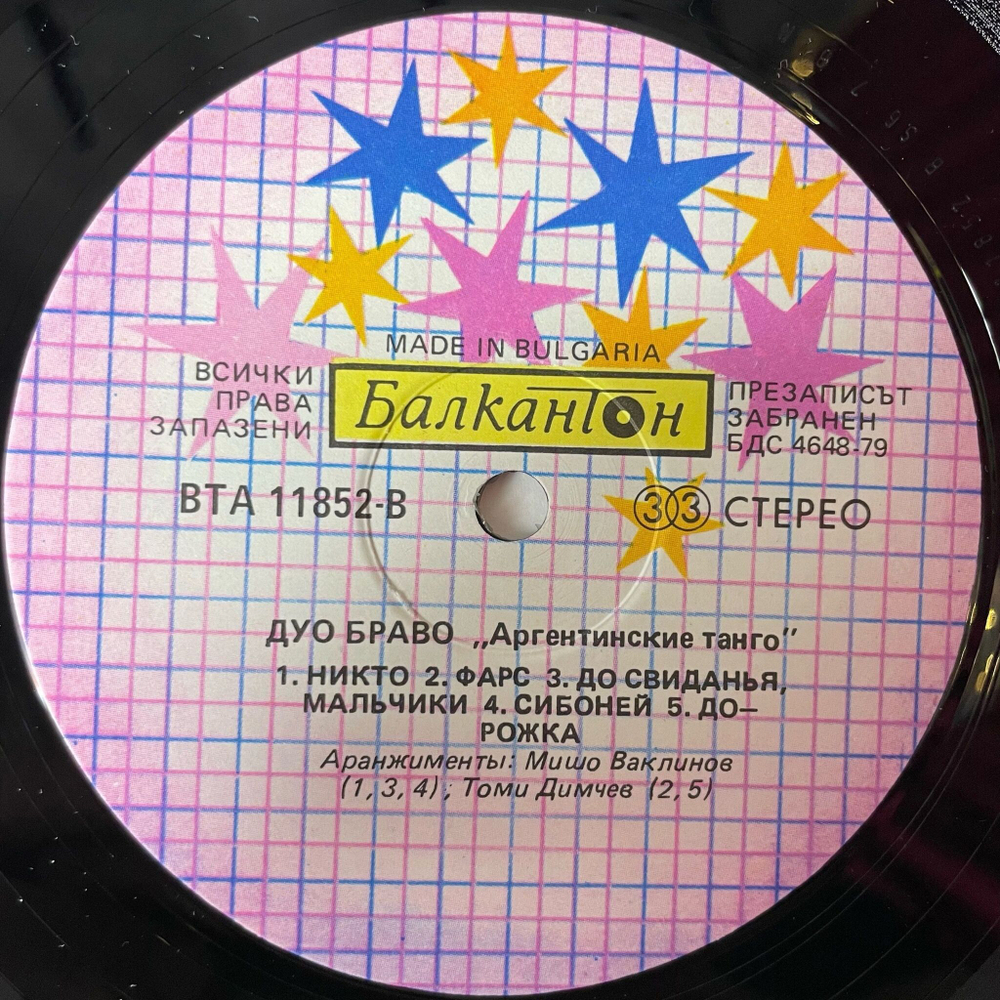 MADE IN BULGARIA
ВСИЧКИ
ПРАВА
ЗАПАЗЕНИ
Балкантон
ПРЕЗАПИСЪТ
ЗАБРАНЕН
БДС 4648-79
ВТА 11852-В
33 СТЕРЕО
ДУО БРАВО „Аргентинские танго”
1. НИКТО 2. ФАРС 3. ДО СВИДАНЬЯ,
МАЛЬЧИКИ 4. СИБОНЕЙ 5. ДО–
РОЖКА
Аранжименты: Мишо Ваклинов
(1, 3, 4) ; Томи Димчев (2, 5)